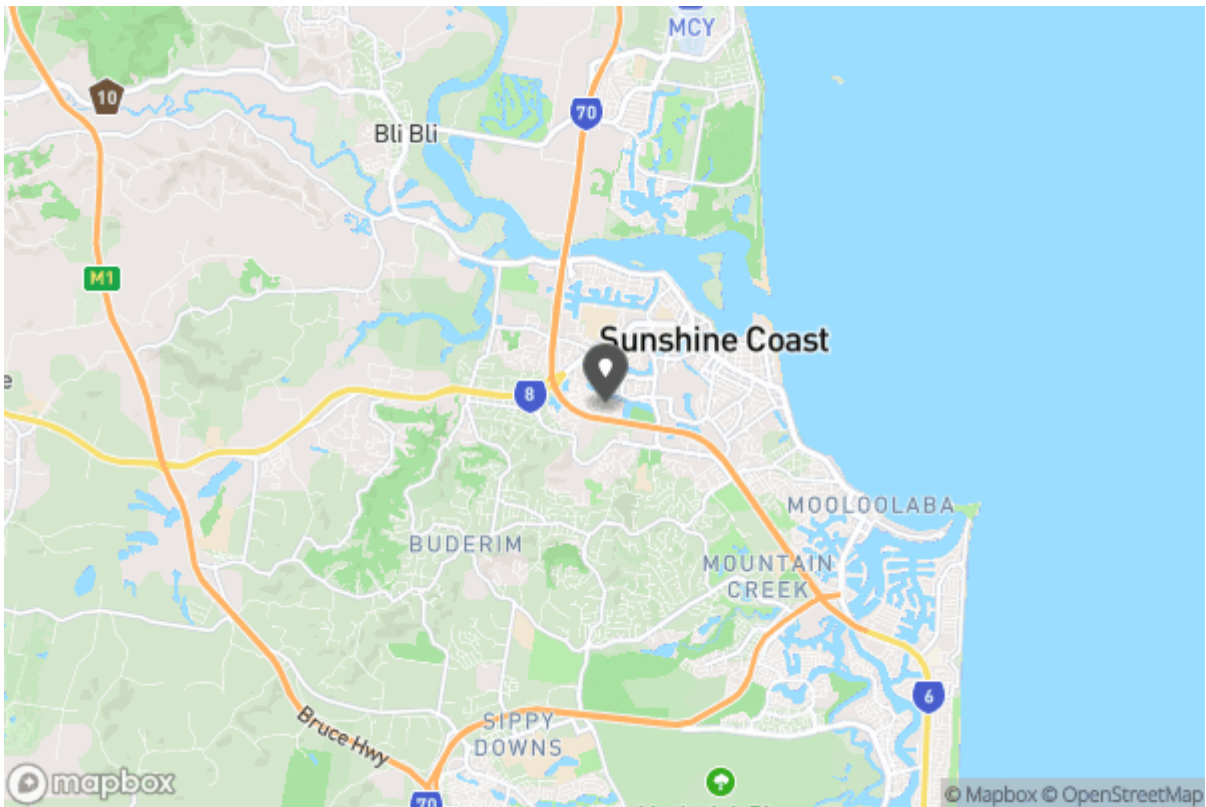 MCY
10
70
Bli Bli
M1
Sunshine Coast
e
8
MOOLOOLABA
BUDERIM
MOUNTAIN
CREEK
6
SIPPY
DOWNS
Bruce Hwy
70
mapbox
© Mapbox © OpenStreetMap